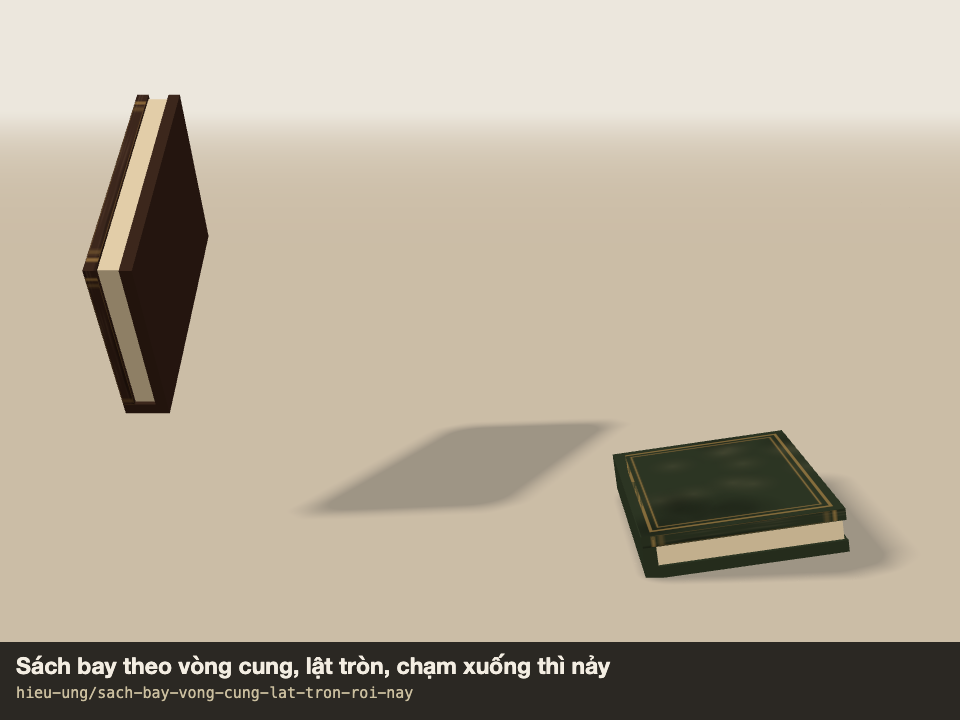 Sách bay theo vòng cung, lật tròn, chạm xuống thì nảy
hieu-ung/sach-bay-vong-cung-lat-tron-roi-nay